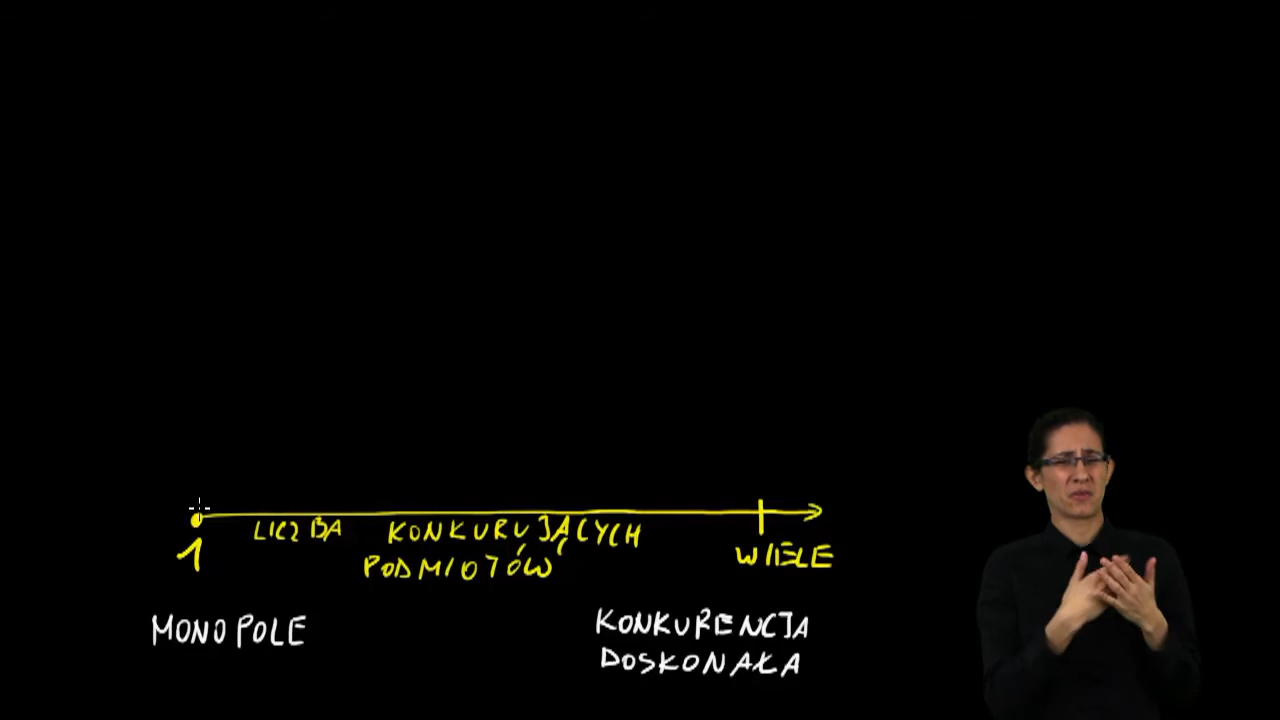 LICZBA KONKURUJĄCYCH
PODMIOTÓW
1
WIELE
MONOPOLE
KONKURENCJA
DOSKONAŁA